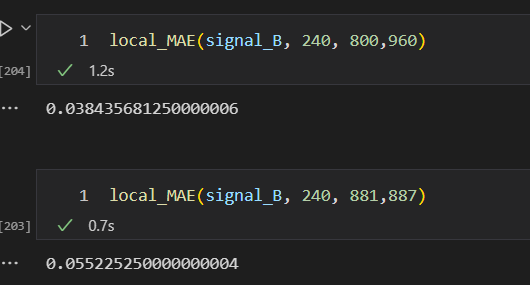 1 local_MAE(signal_B, 240, 800,960)
[204] ✓ 1.2s
... 0.038435681250000006
1 local_MAE(signal_B, 240, 881,887)
[203] ✓ 0.7s
... 0.055225250000000004